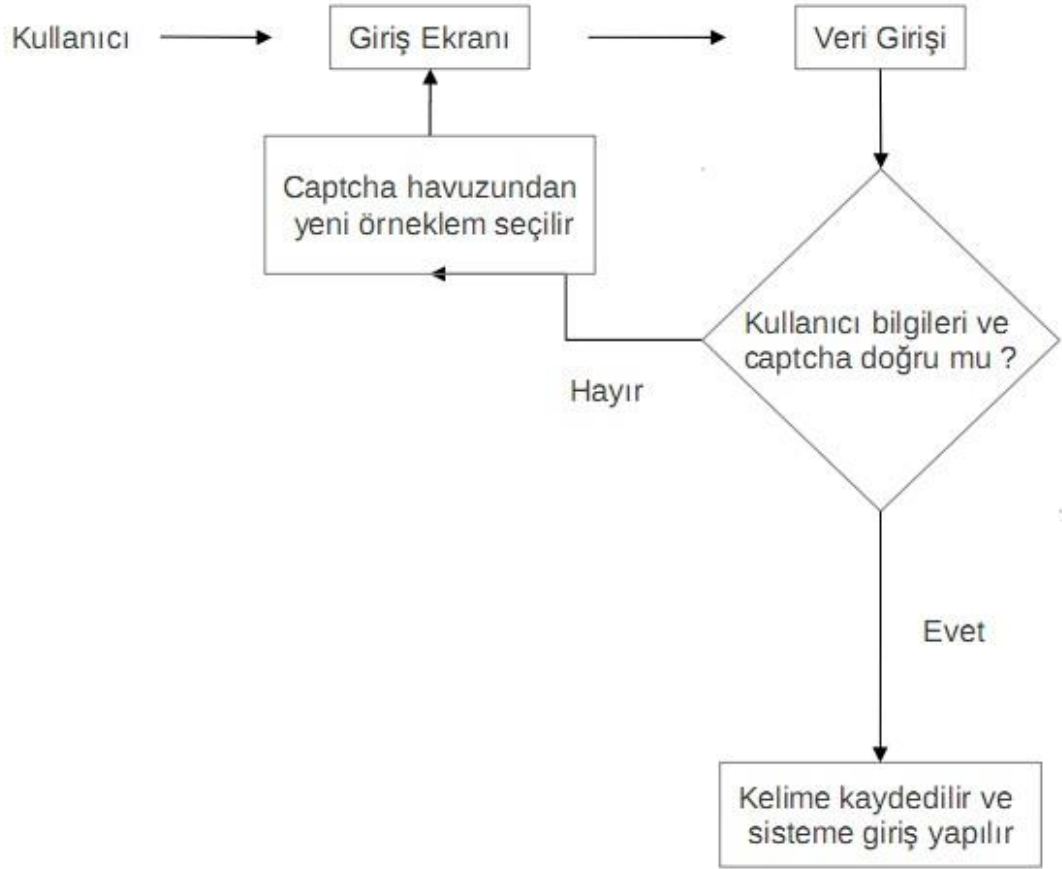 Kullanıcı
Giriş Ekranı
Veri Girişi
Captcha havuzundan
yeni örneklem seçilir
Kullanıcı bilgileri ve
captcha doğru mu ?
Hayır
Evet
Kelime kaydedilir ve
sisteme giriş yapılır